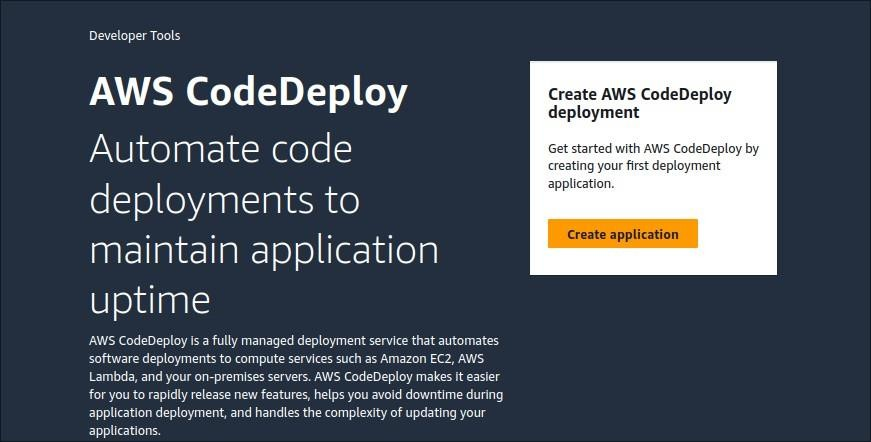 Developer Tools
AWS CodeDeploy
Automate code
deployments to
maintain application
uptime
AWS CodeDeploy is a fully managed deployment service that automates
software deployments to compute services such as Amazon EC2, AWS
Lambda, and your on-premises servers. AWS CodeDeploy makes it easier
for you to rapidly release new features, helps you avoid downtime during
application deployment, and handles the complexity of updating your
applications.
Create AWS CodeDeploy
deployment
Get started with AWS CodeDeploy by
creating your first deployment
application.
Create application